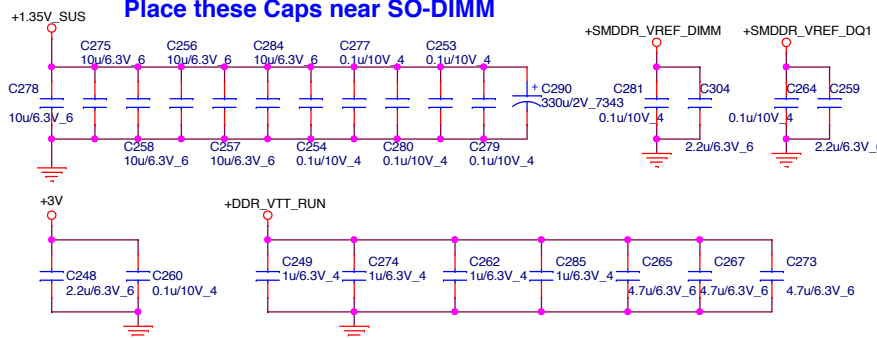 Place these Caps near SO-DIMM
+1.35V_SUS
+SMDDR_VREF_DIMM
+SMDDR_VREF_DQ1
C275
10u/6.3V_6
C256
10u/6.3V_6
C284
10u/6.3V_6
C277
0.1u/10V_4
C253
0.1u/10V_4
C278
10u/6.3V_6
+
C290
330u/2V_7343
C281
0.1u/10V_4
C304
2.2u/6.3V_6
C264
0.1u/10V_4
C259
2.2u/6.3V_6
C258
10u/6.3V_6
C257
10u/6.3V_6
C254
0.1u/10V_4
C280
0.1u/10V_4
C279
0.1u/10V_4
+3V
+DDR_VTT_RUN
C248
2.2u/6.3V_6
C260
0.1u/10V_4
C249
1u/6.3V_4
C274
1u/6.3V_4
C262
1u/6.3V_4
C285
1u/6.3V_4
C265
4.7u/6.3V_6
C267
4.7u/6.3V_6
C273
4.7u/6.3V_6